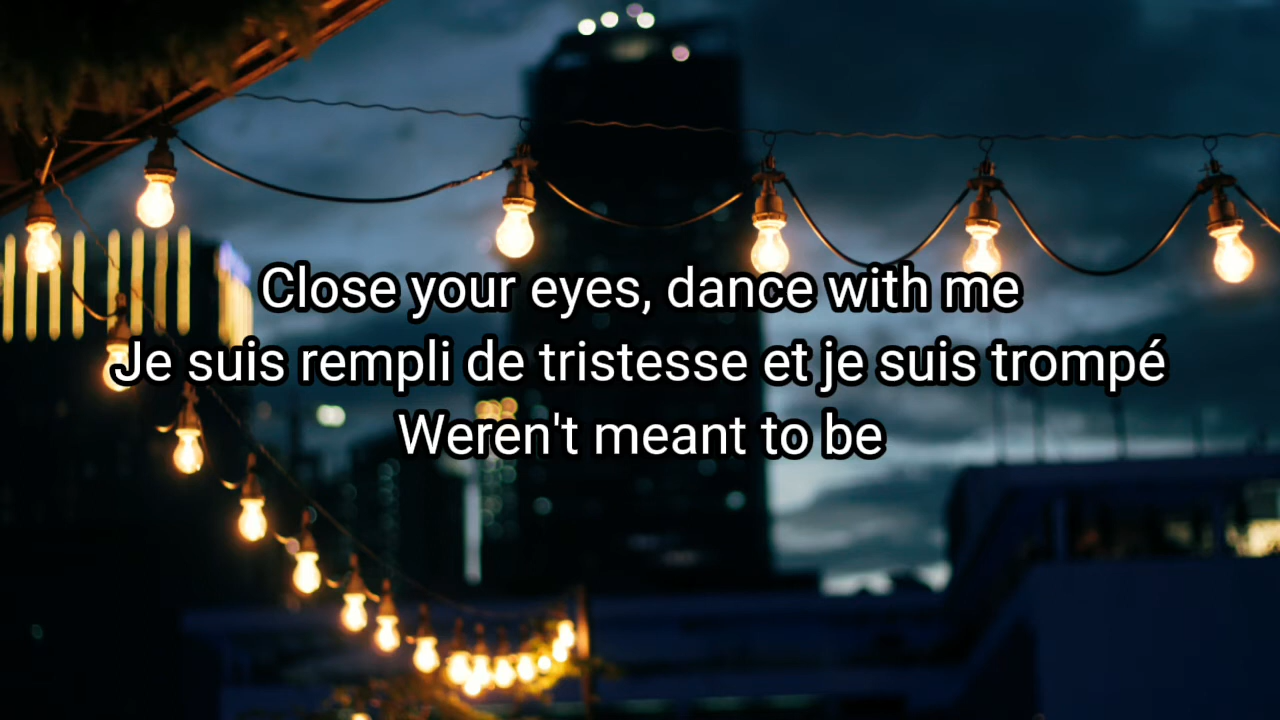 Close your eyes, dance with me
Je suis rempli de tristesse et je suis trompé
Weren't meant to be